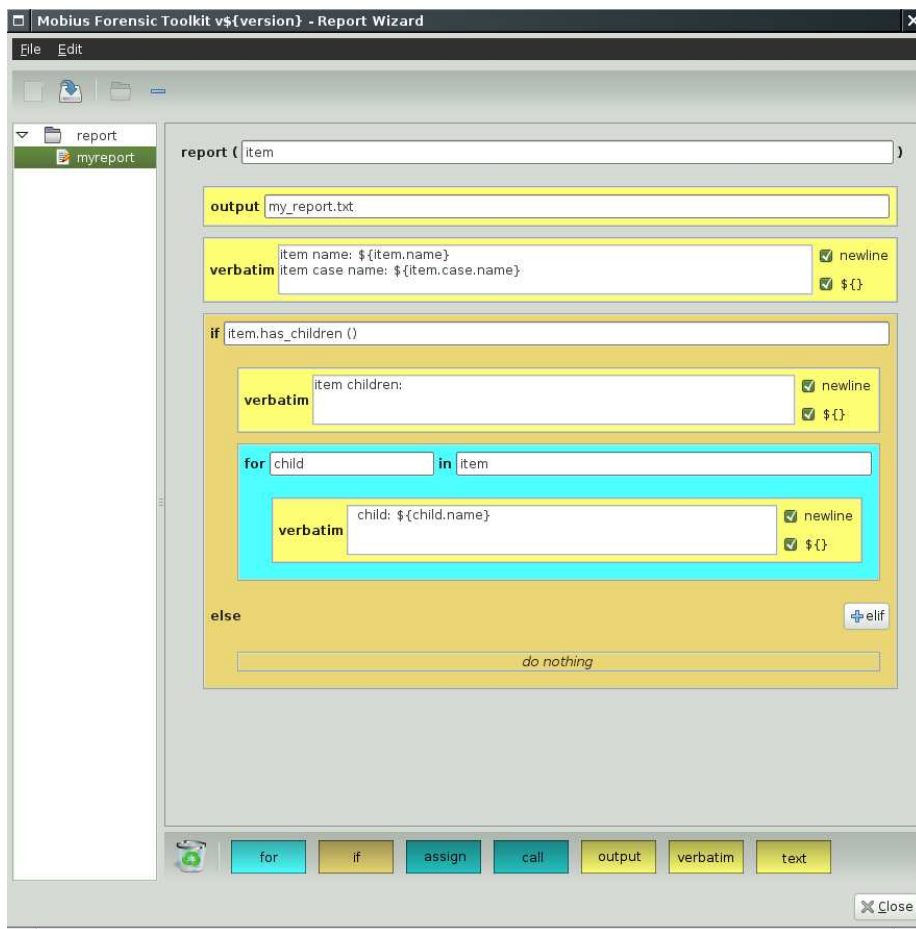 Mobius Forensic Toolkit v${version} - Report Wizard
File Edit
report
myreport
report ( item )
output my_report.txt
verbatim item name: ${item.name}
item case name: ${item.case.name}
newline
${}
if item.has_children ()
verbatim item children:
newline
${}
for child in item
verbatim child: ${child.name}
newline
${}
else
elif
do nothing
for if assign call output verbatim text
Close